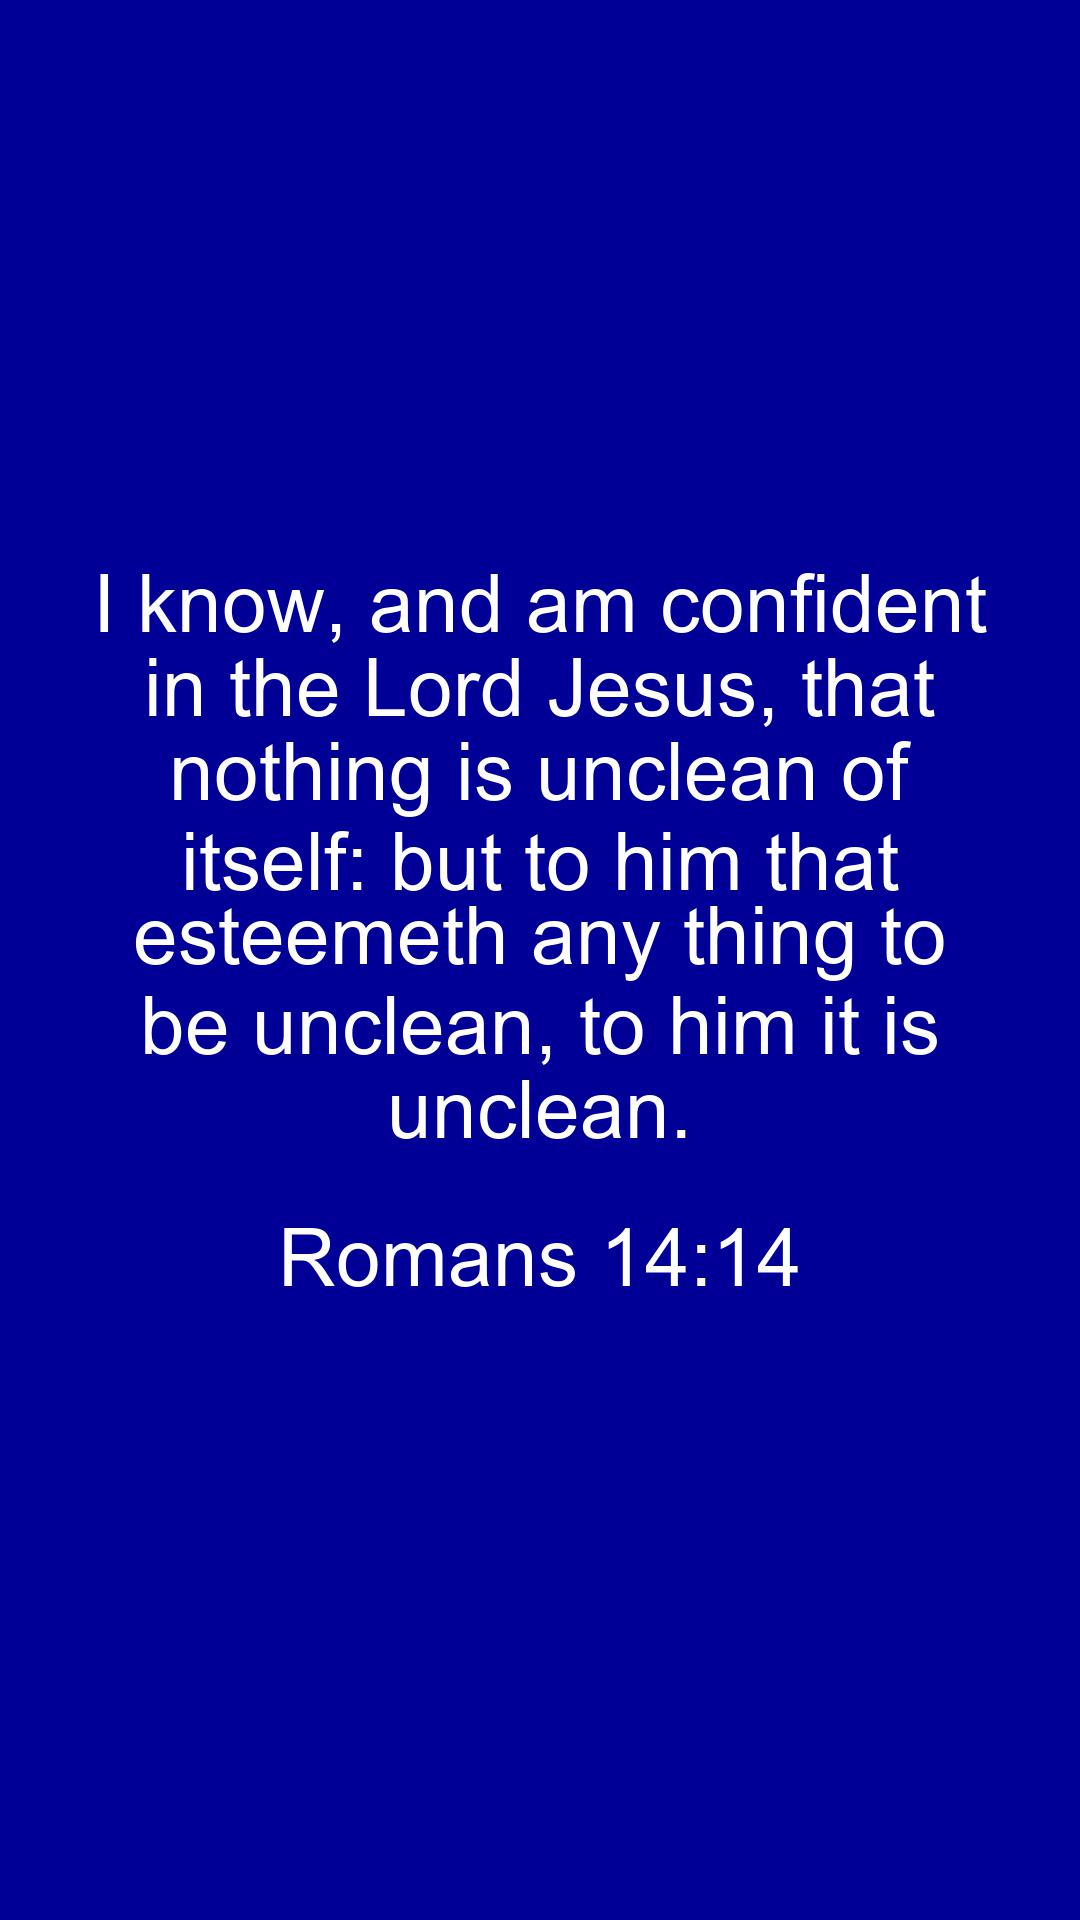 I know, and am confident
in the Lord Jesus, that
nothing is unclean of
itself: but to him that
esteemeth any thing to
be unclean, to him it is
unclean.
Romans 14:14